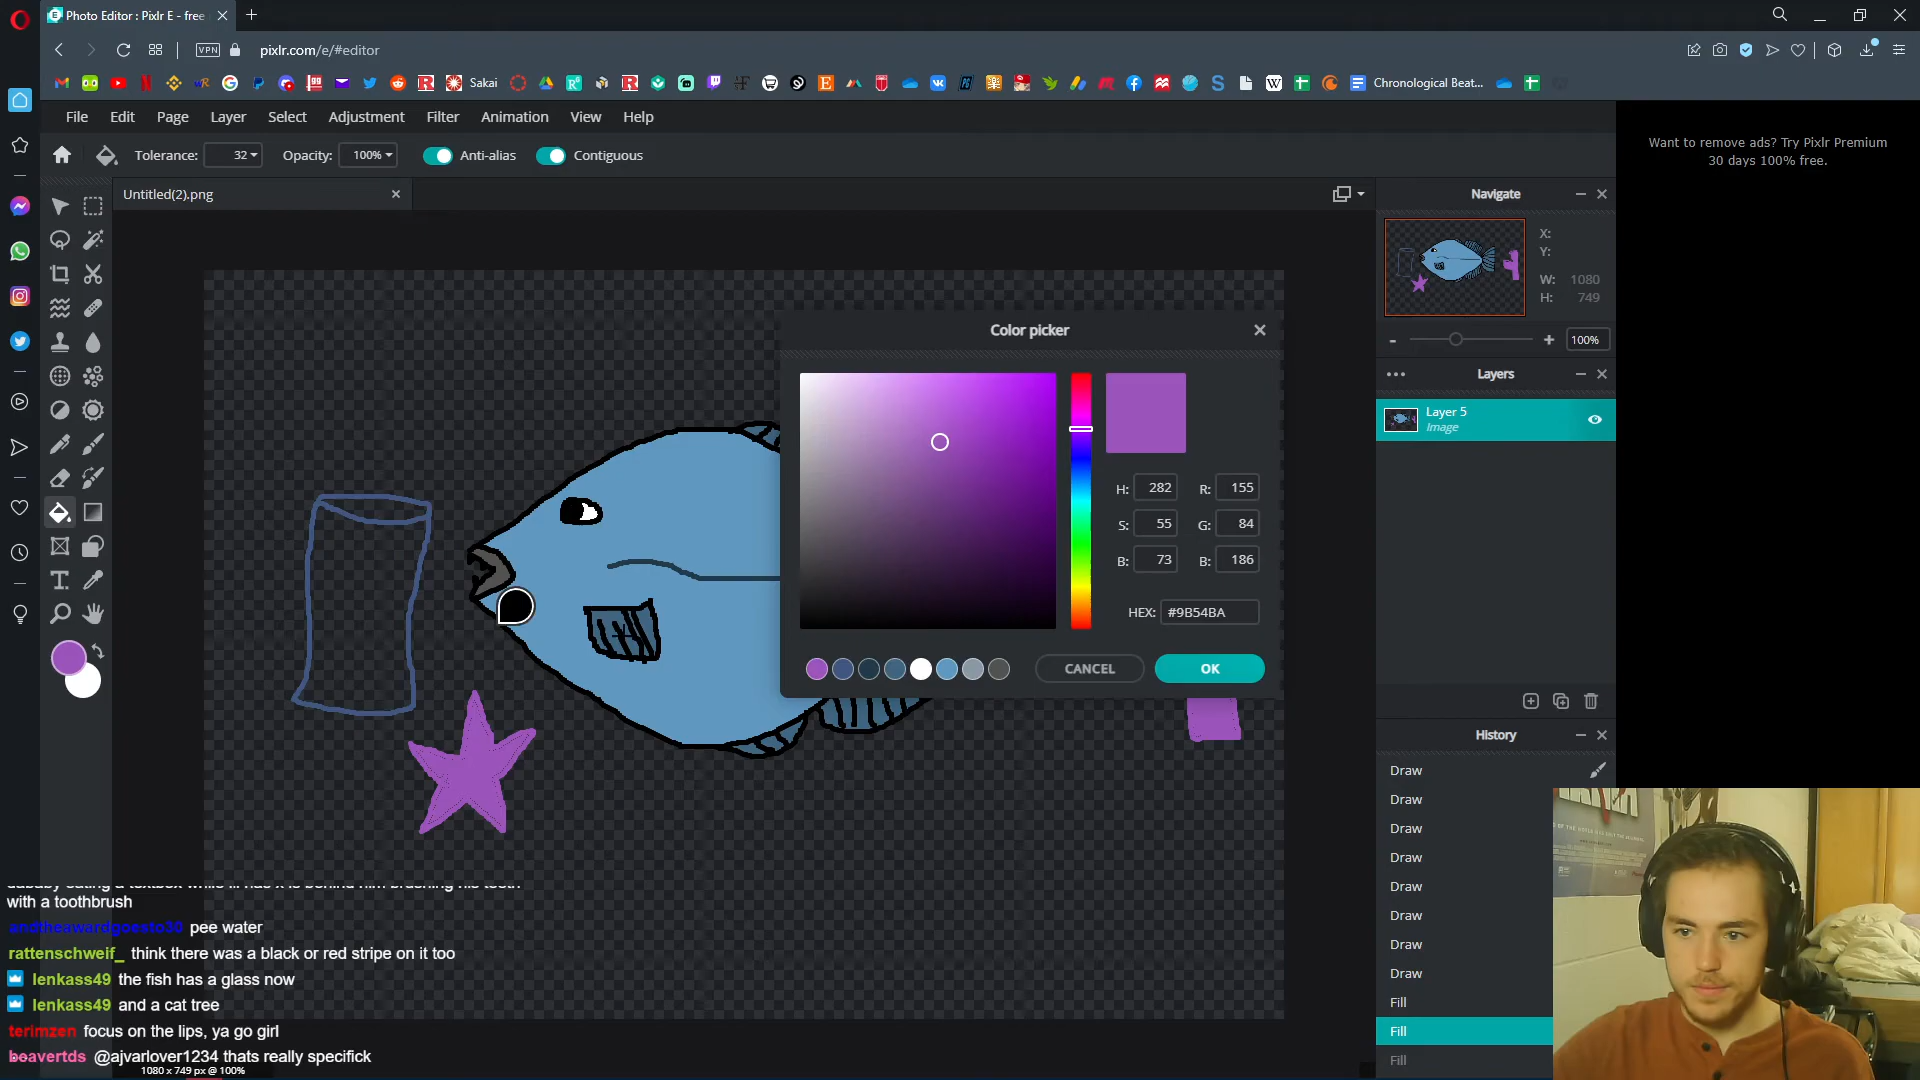 Photo Editor : Pixlr E - free
VPN
pixlr.com/e/#editor
Sakai
Chronological Beat...
File Edit Page Layer Select Adjustment Filter Animation View Help
Tolerance: 32 Opacity: 100% Anti-alias Contiguous
Want to remove ads? Try Pixlr Premium
30 days 100% free.
Untitled(2).png
Navigate
X:
Y:
W: 1080
H: 749
100%
Color picker
H: 282 R: 155
S: 55 G: 84
B: 73 B: 186
HEX: #9B54BA
CANCEL OK
Layers
Layer 5
Image
History
Draw
Draw
Draw
Draw
Draw
Draw
Draw
Draw
Fill
Fill
Fill
with a toothbrush
andtheawardgoesto30 pee water
rattenschweif_ think there was a black or red stripe on it too
lenkass49 the fish has a glass now
lenkass49 and a cat tree
terimzen focus on the lips, ya go girl
beavertds @ajvarlover1234 thats really specifick
1080 x 749 px @ 100%